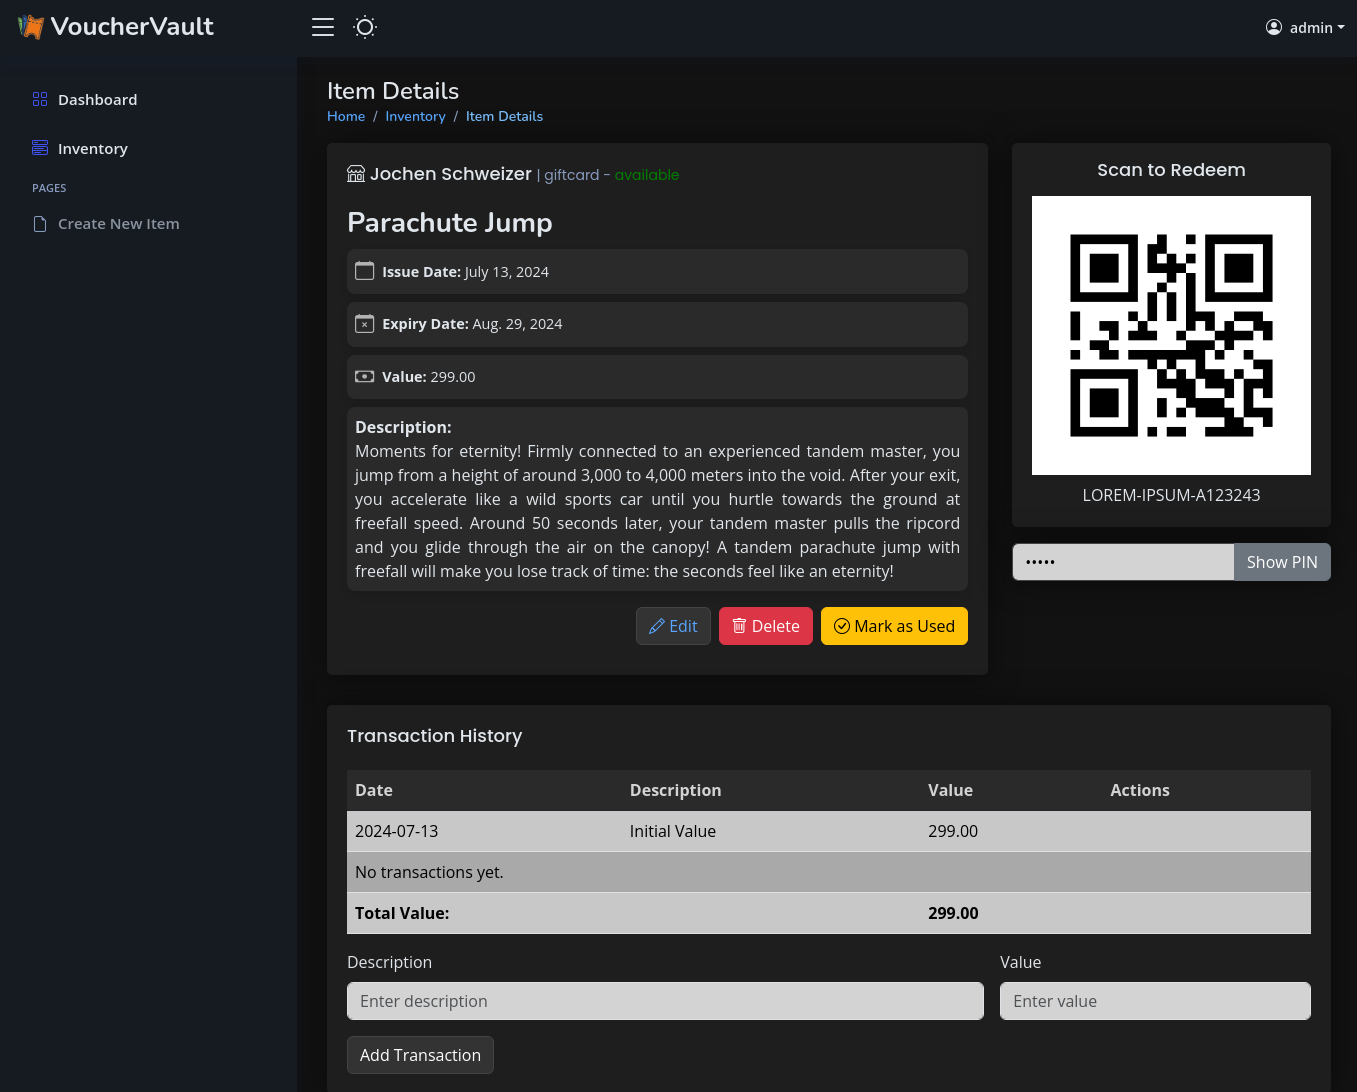 VoucherVault
admin
Dashboard
Inventory
PAGES
Create New Item
Item Details
Home / Inventory / Item Details
Jochen Schweizer | giftcard - available
Parachute Jump
Issue Date: July 13, 2024
Expiry Date: Aug. 29, 2024
Value: 299.00
Description:
Moments for eternity! Firmly connected to an experienced tandem master, you
jump from a height of around 3,000 to 4,000 meters into the void. After your exit,
you accelerate like a wild sports car until you hurtle towards the ground at
freefall speed. Around 50 seconds later, your tandem master pulls the ripcord
and you glide through the air on the canopy! A tandem parachute jump with
freefall will make you lose track of time: the seconds feel like an eternity!
Edit Delete Mark as Used
Scan to Redeem
LOREM-IPSUM-A123243
••••• Show PIN
Transaction History
Date Description Value Actions
2024-07-13 Initial Value 299.00
No transactions yet.
Total Value: 299.00
Description Value
Enter description Enter value
Add Transaction